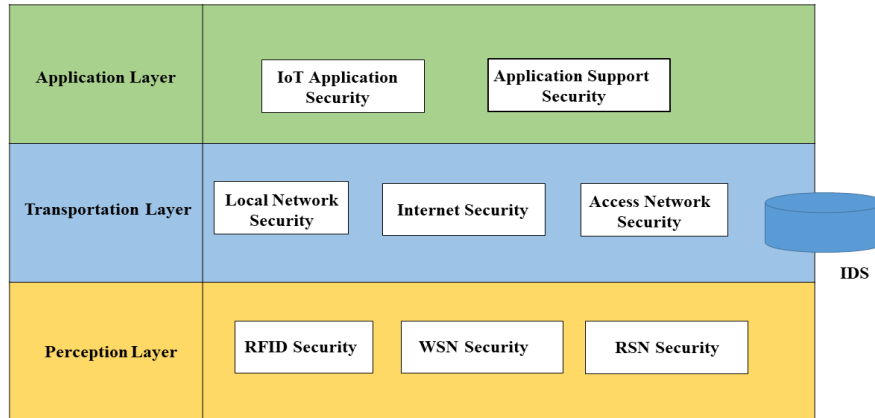 Application Layer
IoT Application
Security
Application Support
Security
Transportation Layer
Local Network
Security
Internet Security
Access Network
Security
IDS
Perception Layer
RFID Security
WSN Security
RSN Security